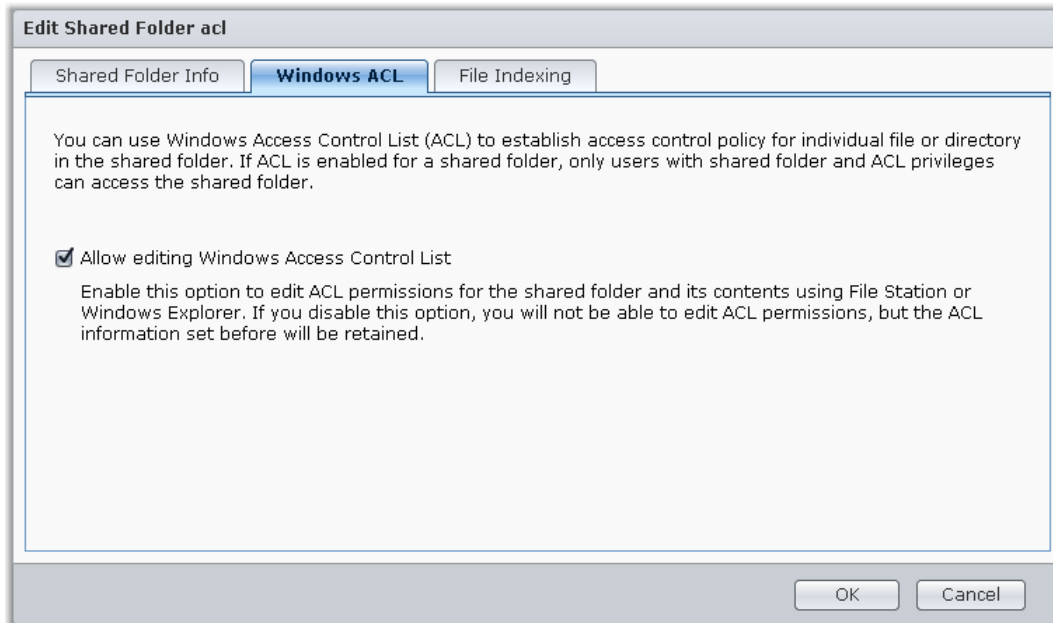 Edit Shared Folder acl
Shared Folder Info
Windows ACL
File Indexing
You can use Windows Access Control List (ACL) to establish access control policy for individual file or directory
in the shared folder. If ACL is enabled for a shared folder, only users with shared folder and ACL privileges
can access the shared folder.
Allow editing Windows Access Control List
Enable this option to edit ACL permissions for the shared folder and its contents using File Station or
Windows Explorer. If you disable this option, you will not be able to edit ACL permissions, but the ACL
information set before will be retained.
OK
Cancel